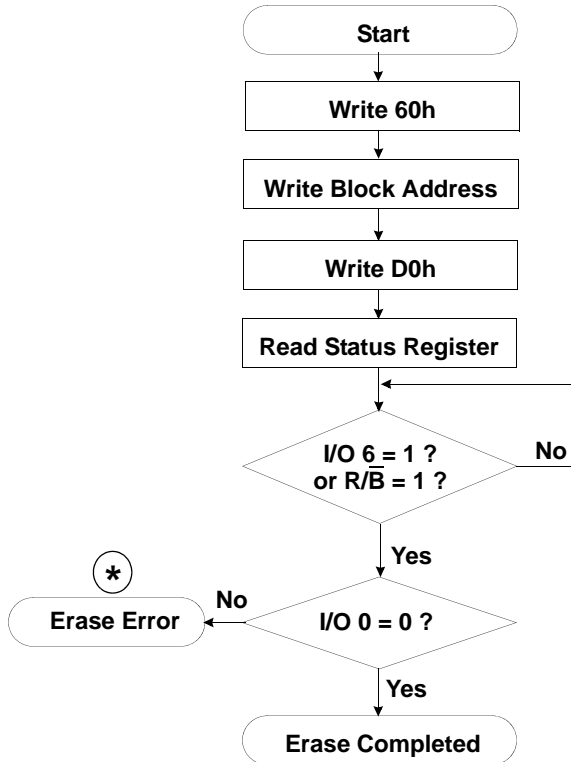 Start
Write 60h
Write Block Address
Write D0h
Read Status Register
I/O 6 = 1 ?
or R/B̅ = 1 ?
No
Yes
*
No
Erase Error
I/O 0 = 0 ?
Yes
Erase Completed